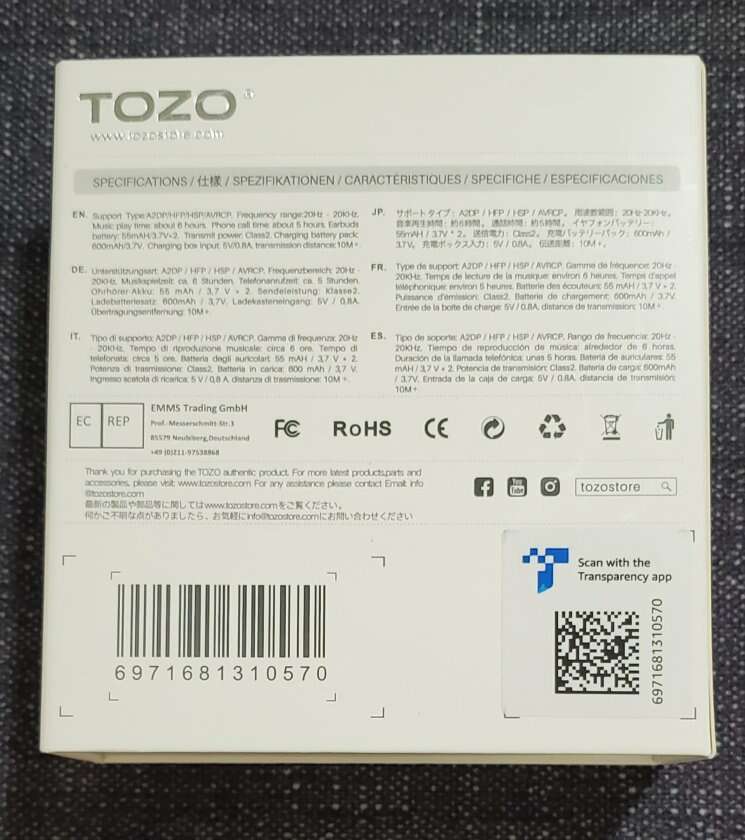 TOZO®
www.tozostore.com
SPECIFICATIONS / 仕様 / SPEZIFIKATIONEN / CARACTÉRISTIQUES / SPECIFICHE / ESPECIFICACIONES
EN. Support Type:A2DP/HFP/HSP/AVRCP. Frequency range:20Hz - 20KHz.
Music play time: about 6 hours. Phone call time: about 5 hours. Earbuds
battery: 55mAH/3.7V*2. Transmit power: Class2. Charging battery pack:
600mAH/3.7V. Charging box input: 5V/0.8A, transmission distance:10M+.
JP. サポートタイプ: A2DP / HFP / HSP / AVRCP。 周波数範囲: 20Hz-20KHz。
音楽再生時間: 約6時間。 通話時間: 約5時間。 イヤフォンバッテリー:
55mAH / 3.7V * 2。 送信電力: Class2。 充電バッテリーパック: 600mAH /
3.7V。 充電ボックス入力: 5V / 0.8A。 伝送距離: 10M+。
DE. Unterstützungsart: A2DP / HFP / HSP / AVRCP. Frequenzbereich: 20Hz -
20KHz. Musikspielzeit: ca. 6 Stunden. Telefonanrufzeit: ca. 5 Stunden.
Ohrhörer-Akku: 55 mAH / 3,7 V * 2. Sendeleistung: Klasse2.
Ladebatteriesatz: 600mAH / 3,7V. Ladekasteneingang: 5V / 0,8A.
Übertragungsentfernung: 10M+.
FR. Type de support: A2DP / HFP / HSP / AVRCP. Gamme de fréquence: 20Hz -
20KHz. Temps de lecture de la musique: environ 6 heures. Temps d'appel
téléphonique: environ 5 heures. Batterie des écouteurs: 55 mAH / 3,7 V * 2.
Puissance d'émission: Class2. Batterie de chargement: 600mAH / 3,7V.
Entrée de la boîte de charge: 5V / 0.8A, distance de transmission: 10M+
IT. Tipo di supporto: A2DP / HFP / HSP / AVRCP. Gamma di frequenza: 20Hz
- 20KHz. Tempo di riproduzione musicale: circa 6 ore. Tempo di
telefonata: circa 5 ore. Batteria degli auricolari: 55 mAH / 3,7 V * 2.
Potenza di trasmissione: Class2. Batteria in carica: 600 mAH / 3,7 V.
Ingresso scatola di ricarica: 5 V / 0,8 A, distanza di trasmissione: 10M+.
ES. Tipo de soporte: A2DP / HFP / HSP / AVRCP. Rango de frecuencia: 20Hz -
20KHz. Tiempo de reproducción de música: alrededor de 6 horas.
Duración de la llamada telefónica: unas 5 horas. Batería de auriculares: 55
mAH / 3,7 V * 2. Potencia de transmisión: Class2. Batería de carga: 600mAH
/ 3,7V. Entrada de la caja de carga: 5V / 0.8A, distancia de transmisión:
10M+
EC REP
EMMS Trading GmbH
Prof.-Messerschmitt-Str.3
85579 Neubiberg,Deutschland
+49 (0)211-97538868
FC RoHS CE
Thank you for purchasing the TOZO authentic product. For more latest products,parts and
accessories, please visit: www.tozostore.com For any assistance please contact Email: info
@tozostore.com
最新の製品や部品等に関してはwww.tozostore.comをご覧ください。
何かご不明な点がありましたら、お気軽にinfo@tozostore.comにお問い合わせください
You Tube
tozostore
6971681310570
Scan with the
Transparency app
6971681310570